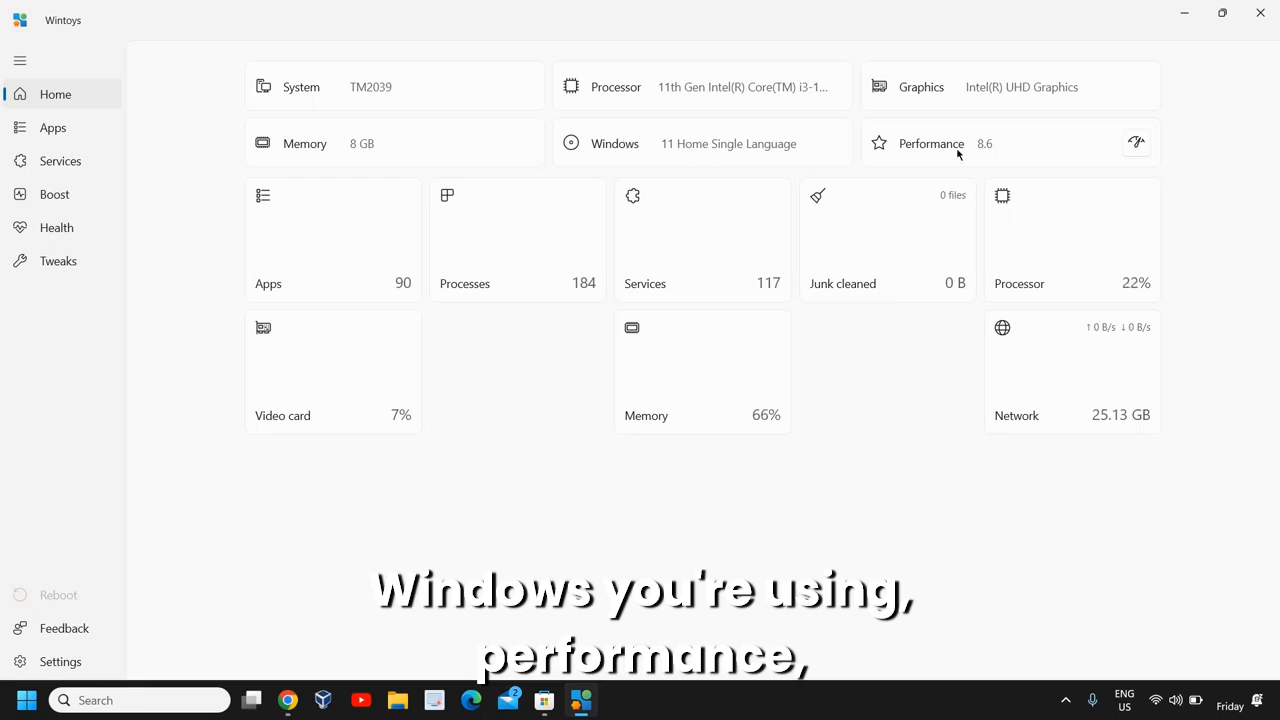 Wintoys
Home
Apps
Services
Boost
Health
Tweaks
Reboot
Feedback
Settings
System TM2039
Processor 11th Gen Intel(R) Core(TM) i3-1...
Graphics Intel(R) UHD Graphics
Memory 8 GB
Windows 11 Home Single Language
Performance 8.6
Apps 90
Processes 184
Services 117
0 files
Junk cleaned 0 B
Processor 22%
Video card 7%
Memory 66%
↑ 0 B/s ↓ 0 B/s
Network 25.13 GB
Windows you're using,
performance,
Search
2
ENG
US
Friday